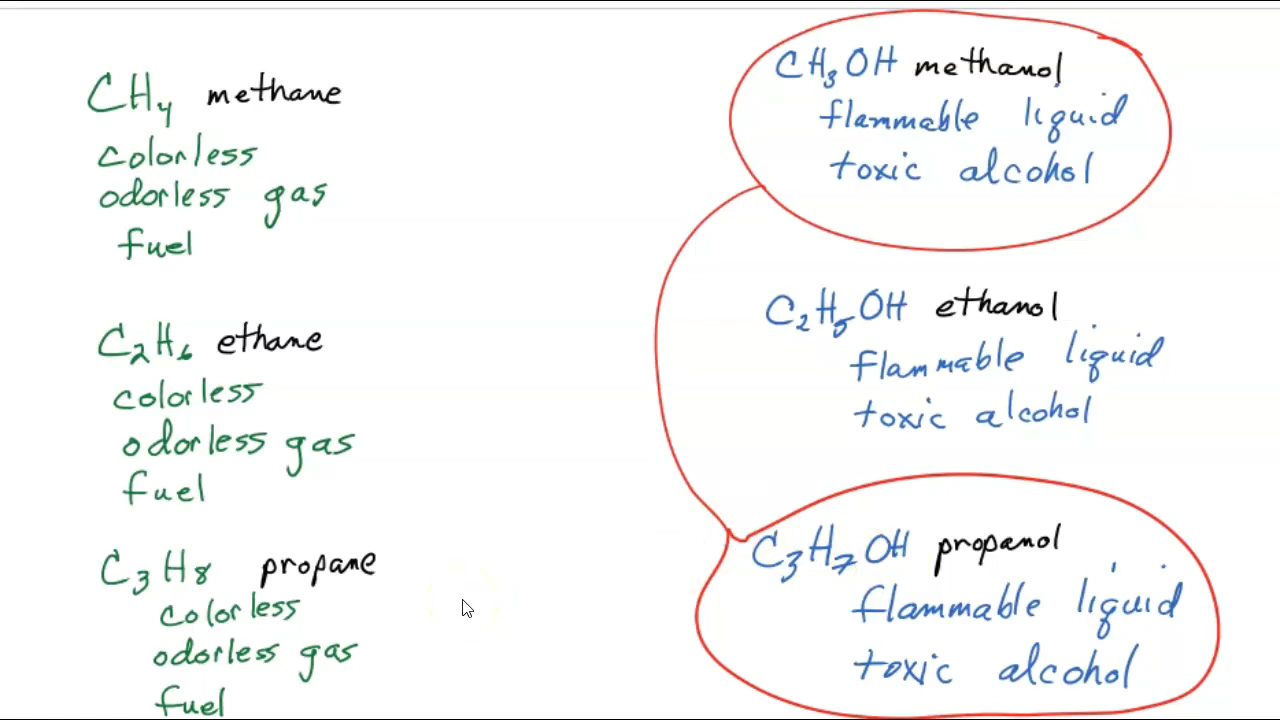 CH₄ methane
colorless
odorless gas
fuel
C₂H₆ ethane
colorless
odorless gas
fuel
C₃H₈ propane
colorless
odorless gas
fuel
CH₃OH methanol
flammable liquid
toxic alcohol
C₂H₅OH ethanol
flammable liquid
toxic alcohol
C₃H₇OH propanol
flammable liquid
toxic alcohol